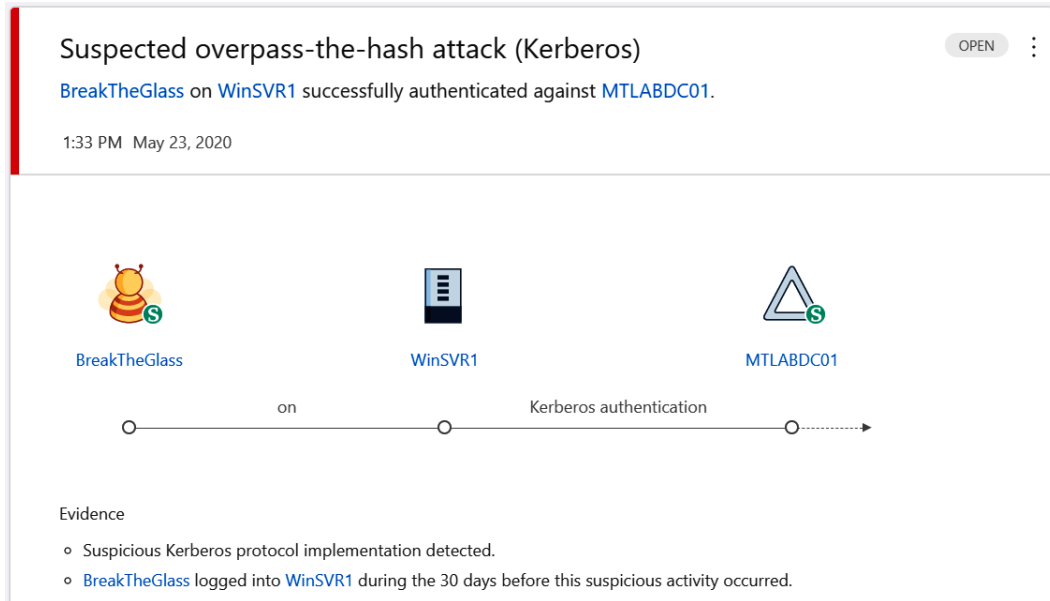 Suspected overpass-the-hash attack (Kerberos)
OPEN
BreakTheGlass on WinSVR1 successfully authenticated against MTLABDC01.
1:33 PM May 23, 2020
S
S
BreakTheGlass
WinSVR1
MTLABDC01
on
Kerberos authentication
Evidence
Suspicious Kerberos protocol implementation detected.
BreakTheGlass logged into WinSVR1 during the 30 days before this suspicious activity occurred.